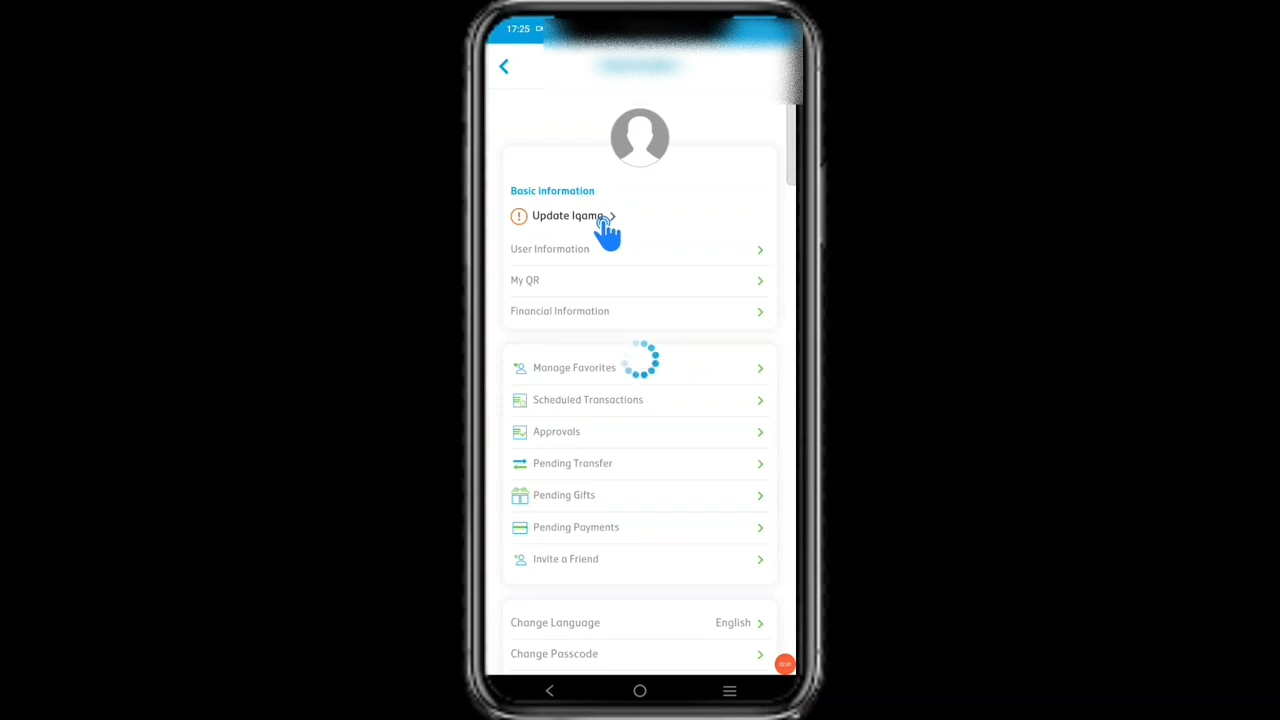 17:25
Basic information
Update Iqama
User Information
My QR
Financial Information
Manage Favorites
Scheduled Transactions
Approvals
Pending Transfer
Pending Gifts
Pending Payments
Invite a Friend
Change Language English
Change Passcode